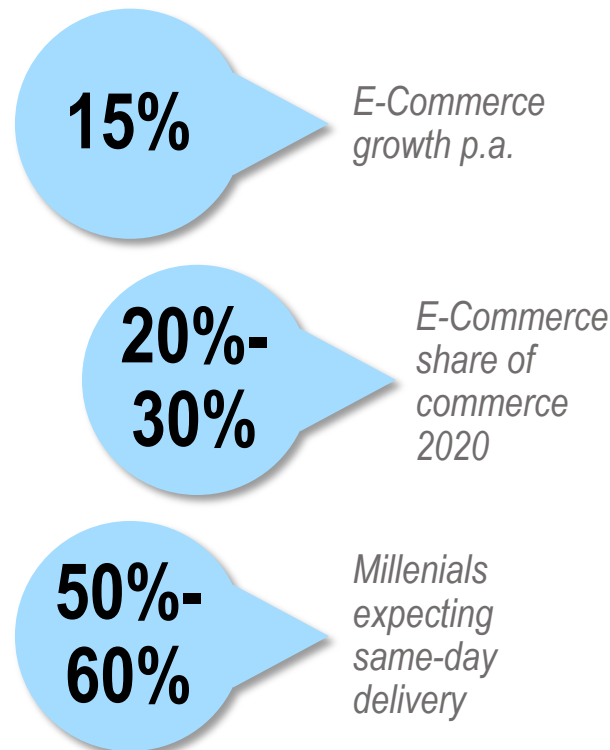 15%
E-Commerce
growth p.a.
20%-
30%
E-Commerce
share of
commerce
2020
50%-
60%
Millenials
expecting
same-day
delivery